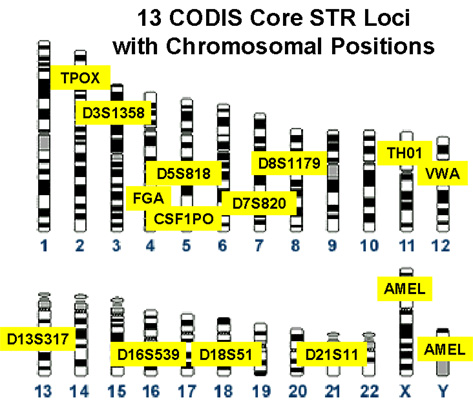 13 CODIS Core STR Loci
with Chromosomal Positions
TPOX
D3S1358
D8S1179
TH01
D5S818
VWA
FGA
D7S820
CSF1PO
1 2 3 4 5 6 7 8 9 10 11 12
AMEL
D13S317
D16S539
D18S51
D21S11
AMEL
13 14 15 16 17 18 19 20 21 22 X Y